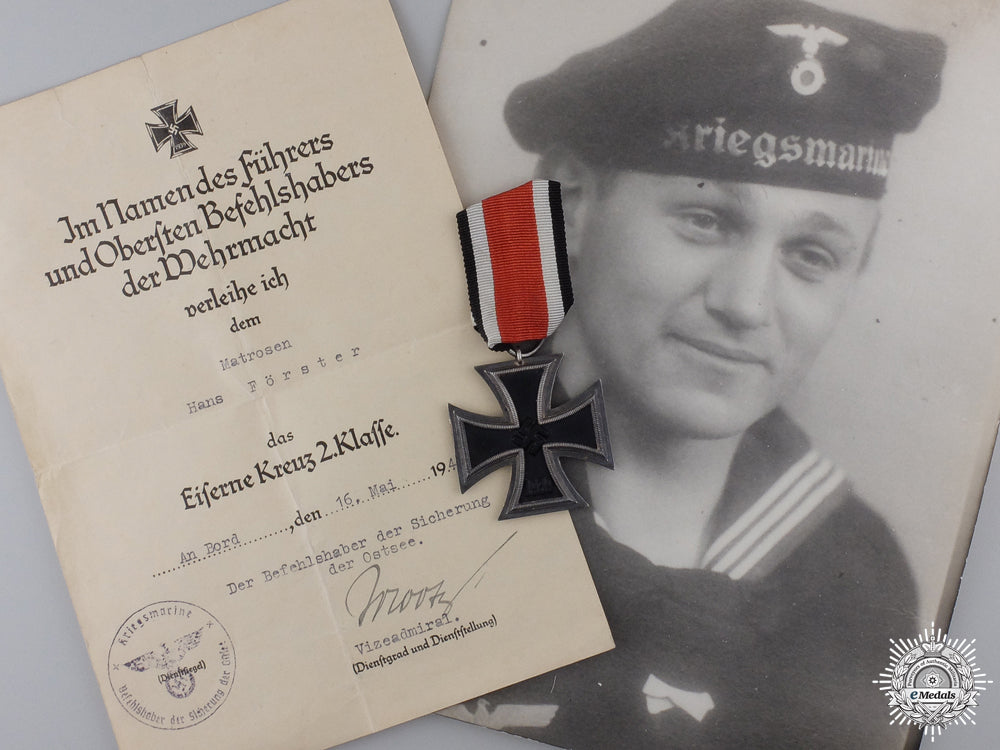 Im Namen des Führers
und Obersten Befehlshabers
der Wehrmacht
verleihe ich
dem
Matrosen
Hans Förster
das
Eiserne Kreuz 2. Klasse.
An Bord, den 16. Mai 194
Der Befehlshaber der Sicherung
der Ostsee.
Vizeadmiral.
(Dienstgrad und Dienststellung)
Kriegsmarine
(Dienstsiegel)
Befehlshaber der Sicherung der
Kriegsmarine
eMedals